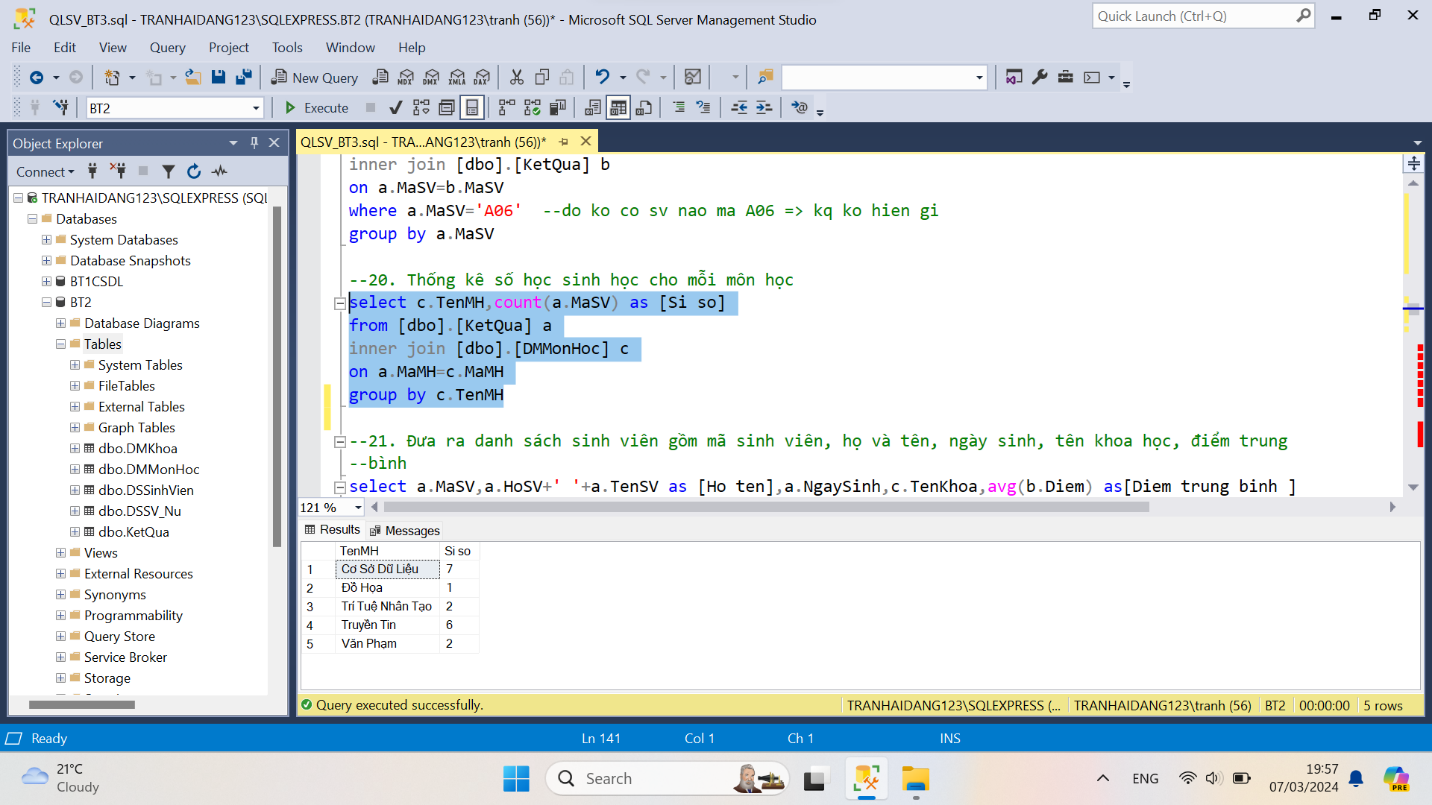 QLSV_BT3.sql - TRANHAIDANG123\SQLEXPRESS.BT2 (TRANHAIDANG123\tranh (56))* - Microsoft SQL Server Management Studio
Quick Launch (Ctrl+Q)
File Edit View Query Project Tools Window Help
New Query
MDX DMX XMLA DAX
BT2
Execute
Object Explorer
Connect
TRANHAIDANG123\SQLEXPRESS (SQL
Databases
System Databases
Database Snapshots
BT1CSDL
BT2
Database Diagrams
Tables
System Tables
FileTables
External Tables
Graph Tables
dbo.DMKhoa
dbo.DMMonHoc
dbo.DSSinhVien
dbo.DSSV_Nu
dbo.KetQua
Views
External Resources
Synonyms
Programmability
Query Store
Service Broker
Storage
QLSV_BT3.sql - TRA...ANG123\tranh (56))*
inner join [dbo].[KetQua] b
on a.MaSV=b.MaSV
where a.MaSV='A06' --do ko co sv nao ma A06 => kq ko hien gi
group by a.MaSV
--20. Thống kê số học sinh học cho mỗi môn học
select c.TenMH,count(a.MaSV) as [Si so]
from [dbo].[KetQua] a
inner join [dbo].[DMMonHoc] c
on a.MaMH=c.MaMH
group by c.TenMH
--21. Đưa ra danh sách sinh viên gồm mã sinh viên, họ và tên, ngày sinh, tên khoa học, điểm trung
--bình
select a.MaSV,a.HoSV+' '+a.TenSV as [Ho ten],a.NgaySinh,c.TenKhoa,avg(b.Diem) as[Diem trung binh ]
121 %
Results Messages
TenMH Si so
1 Cơ Sở Dữ Liệu 7
2 Đồ Họa 1
3 Trí Tuệ Nhân Tạo 2
4 Truyền Tin 6
5 Văn Phạm 2
Query executed successfully.
TRANHAIDANG123\SQLEXPRESS (... TRANHAIDANG123\tranh (56) BT2 00:00:00 5 rows
Ready Ln 141 Col 1 Ch 1 INS
21°C
Cloudy
Search
ENG
19:57
07/03/2024
PRE